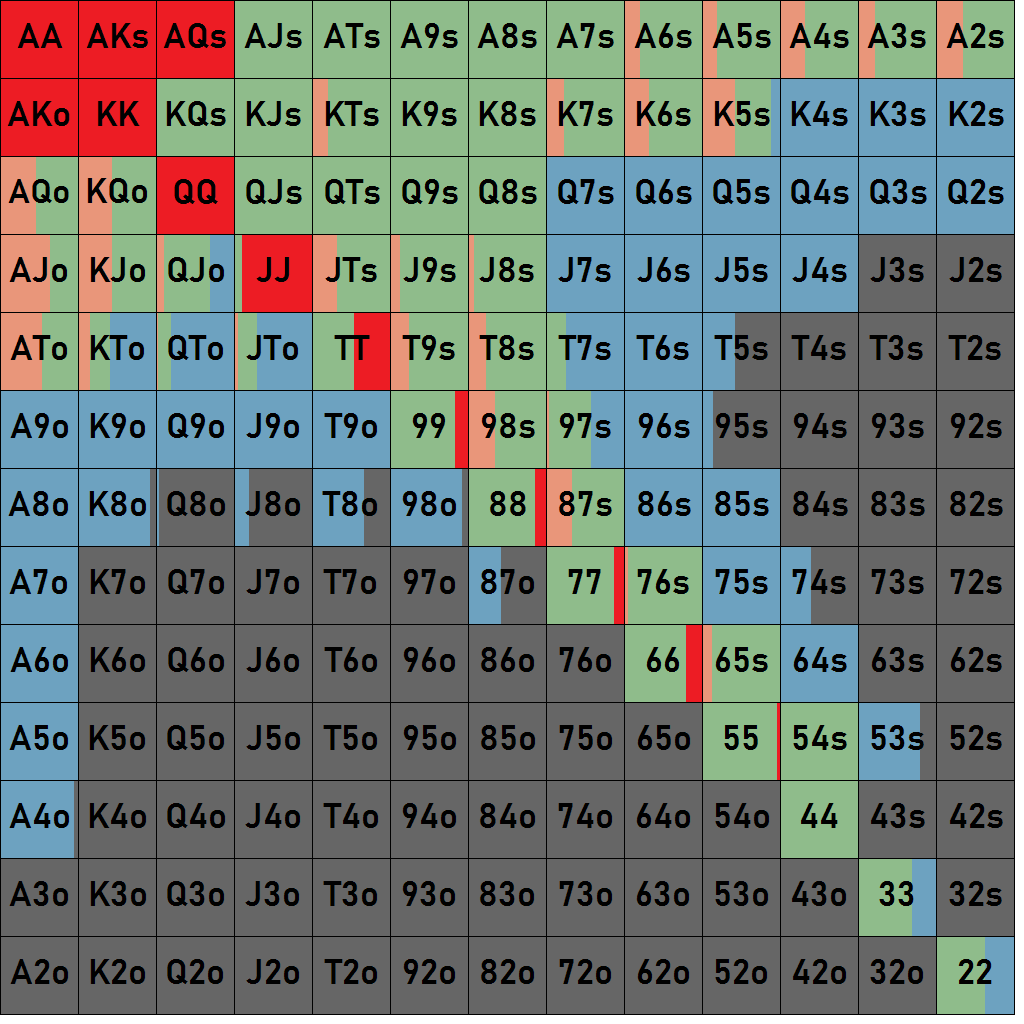 AA AKs AQs AJs ATs A9s A8s A7s A6s A5s A4s A3s A2s
AKo KK KQs KJs KTs K9s K8s K7s K6s K5s K4s K3s K2s
AQo KQo QQ QJs QTs Q9s Q8s Q7s Q6s Q5s Q4s Q3s Q2s
AJo KJo QJo JJ JTs J9s J8s J7s J6s J5s J4s J3s J2s
ATo KTo QTo JTo TT T9s T8s T7s T6s T5s T4s T3s T2s
A9o K9o Q9o J9o T9o 99 98s 97s 96s 95s 94s 93s 92s
A8o K8o Q8o J8o T8o 98o 88 87s 86s 85s 84s 83s 82s
A7o K7o Q7o J7o T7o 97o 87o 77 76s 75s 74s 73s 72s
A6o K6o Q6o J6o T6o 96o 86o 76o 66 65s 64s 63s 62s
A5o K5o Q5o J5o T5o 95o 85o 75o 65o 55 54s 53s 52s
A4o K4o Q4o J4o T4o 94o 84o 74o 64o 54o 44 43s 42s
A3o K3o Q3o J3o T3o 93o 83o 73o 63o 53o 43o 33 32s
A2o K2o Q2o J2o T2o 92o 82o 72o 62o 52o 42o 32o 22